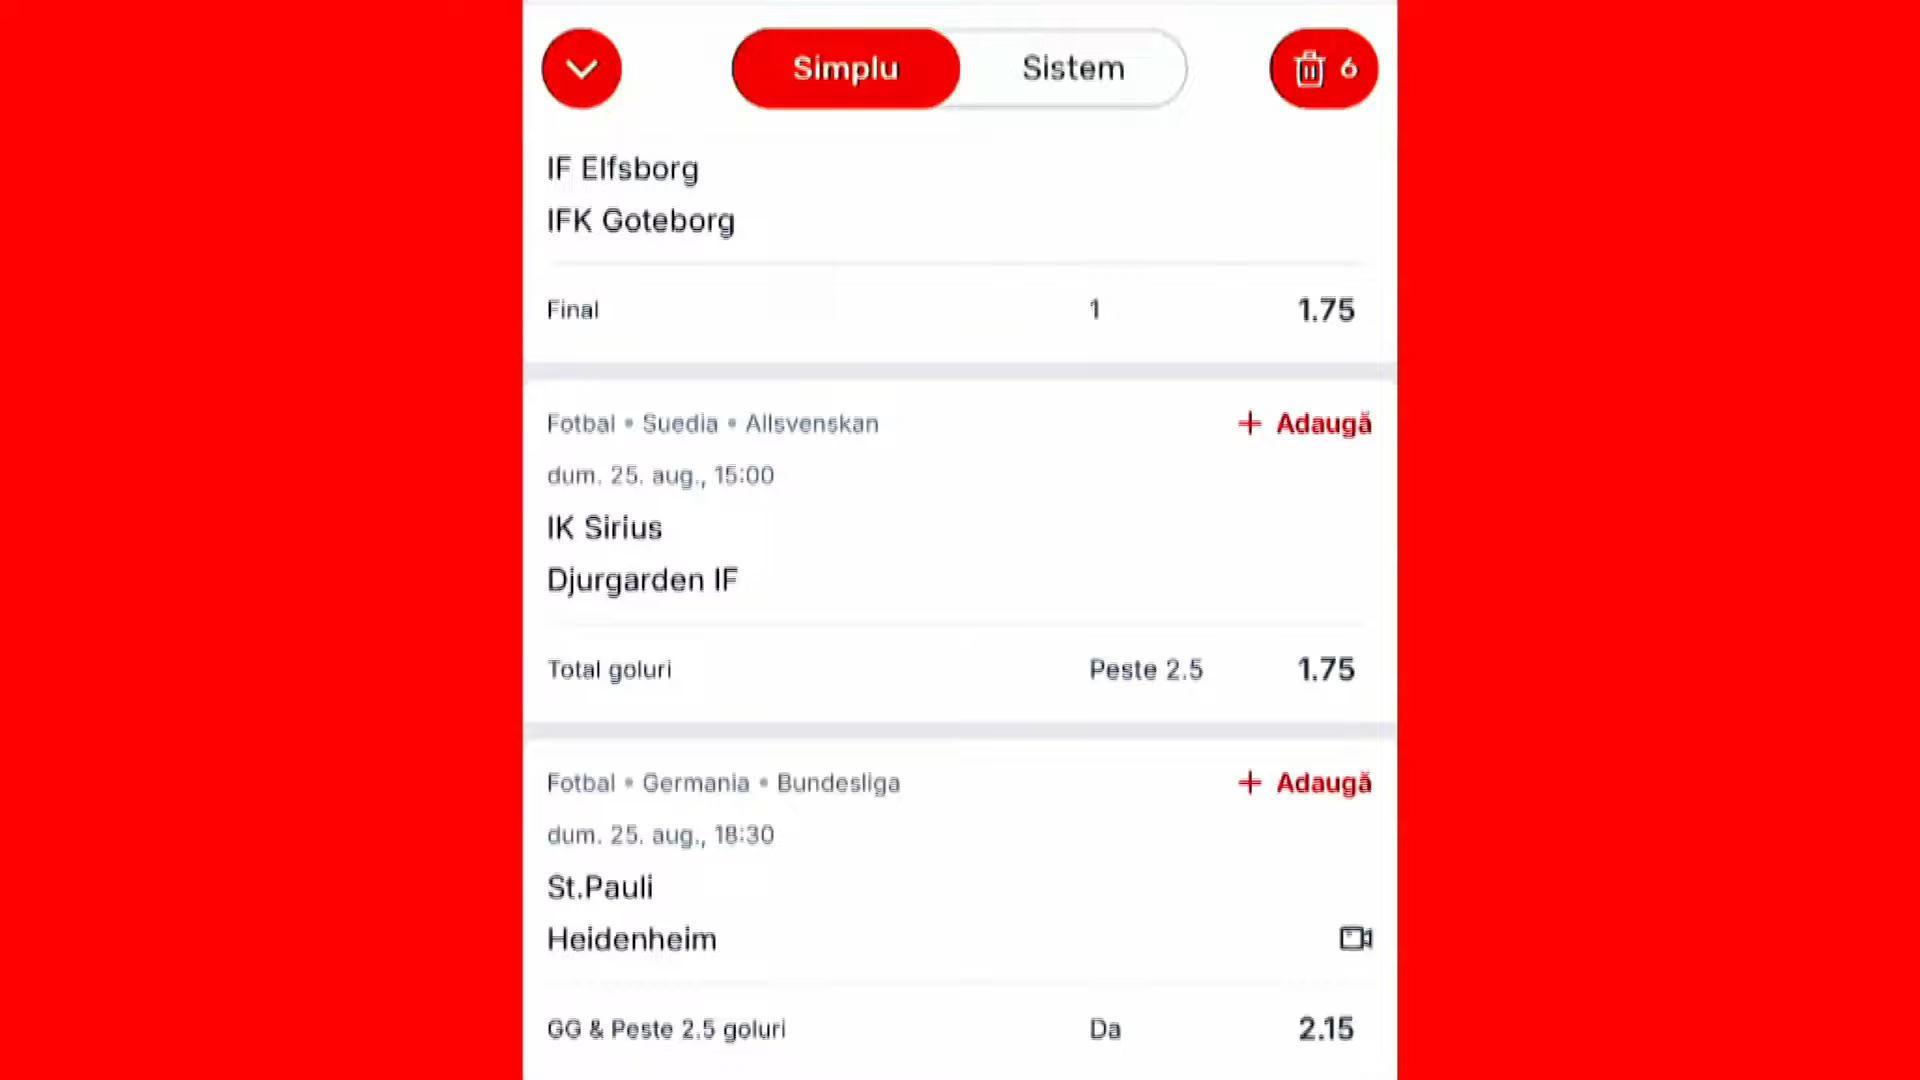 Simplu Sistem 6
IF Elfsborg
IFK Goteborg
Final 1 1.75
Fotbal • Suedia • Allsvenskan + Adaugă
dum. 25. aug., 15:00
IK Sirius
Djurgarden IF
Total goluri Peste 2.5 1.75
Fotbal • Germania • Bundesliga + Adaugă
dum. 25. aug., 18:30
St.Pauli
Heidenheim
GG & Peste 2.5 goluri Da 2.15